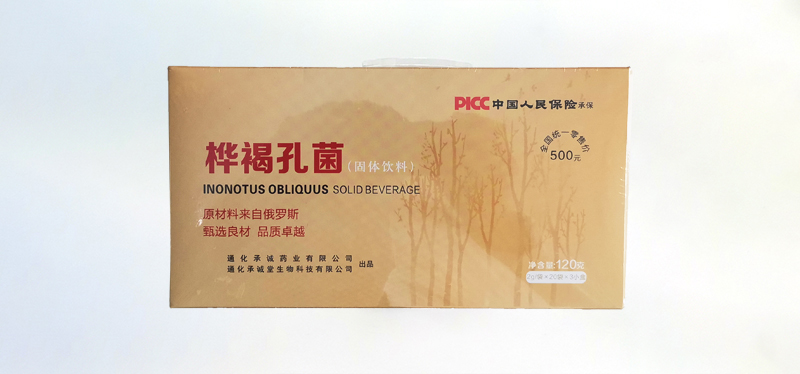 PICC 中国人民保险 承保
全国统一零售价
500元
桦褐孔菌（固体饮料）
INONOTUS OBLIQUUS SOLID BEVERAGE
原材料来自俄罗斯
甄选良材 品质卓越
通化承诚药业有限公司
通化承诚堂生物科技有限公司 出品
净含量:120克